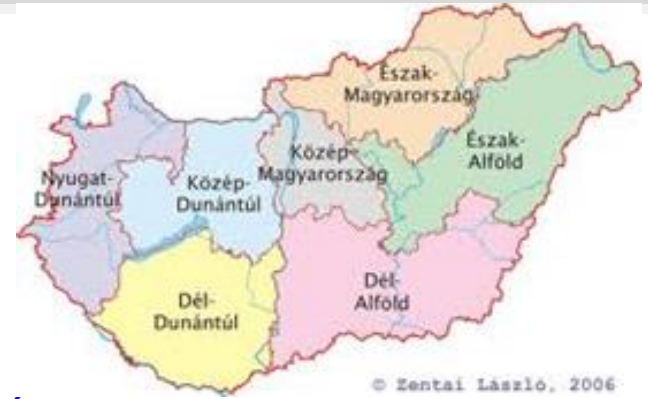 Észak-
Magyarország
Észak-
Alföld
Közép-
Magyarország
Nyugat-
Dunántúl
Közép-
Dunántúl
Dél-
Alföld
Dél-
Dunántúl
© Zentai László, 2006